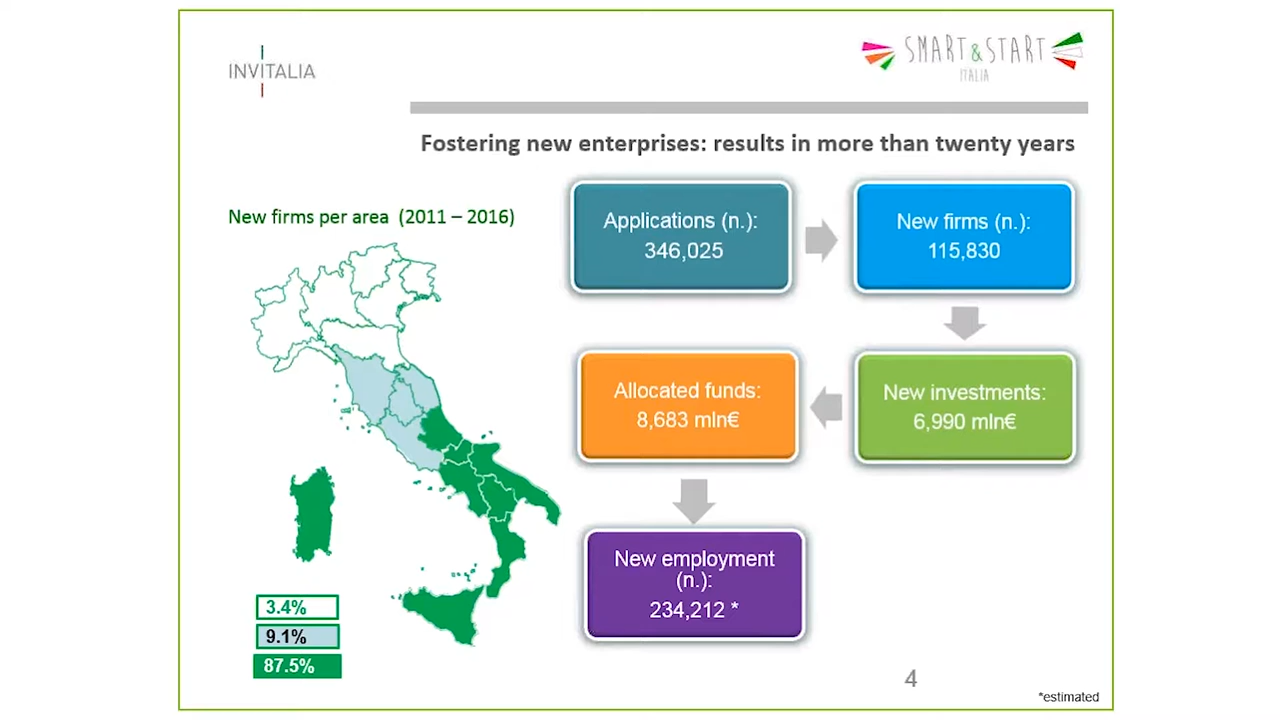 INVITALIA
SMART&START
ITALIA
Fostering new enterprises: results in more than twenty years
New firms per area (2011 – 2016)
Applications (n.):
346,025
New firms (n.):
115,830
New investments:
6,990 mln€
Allocated funds:
8,683 mln€
New employment
(n.):
234,212 *
3.4%
9.1%
87.5%
4
*estimated